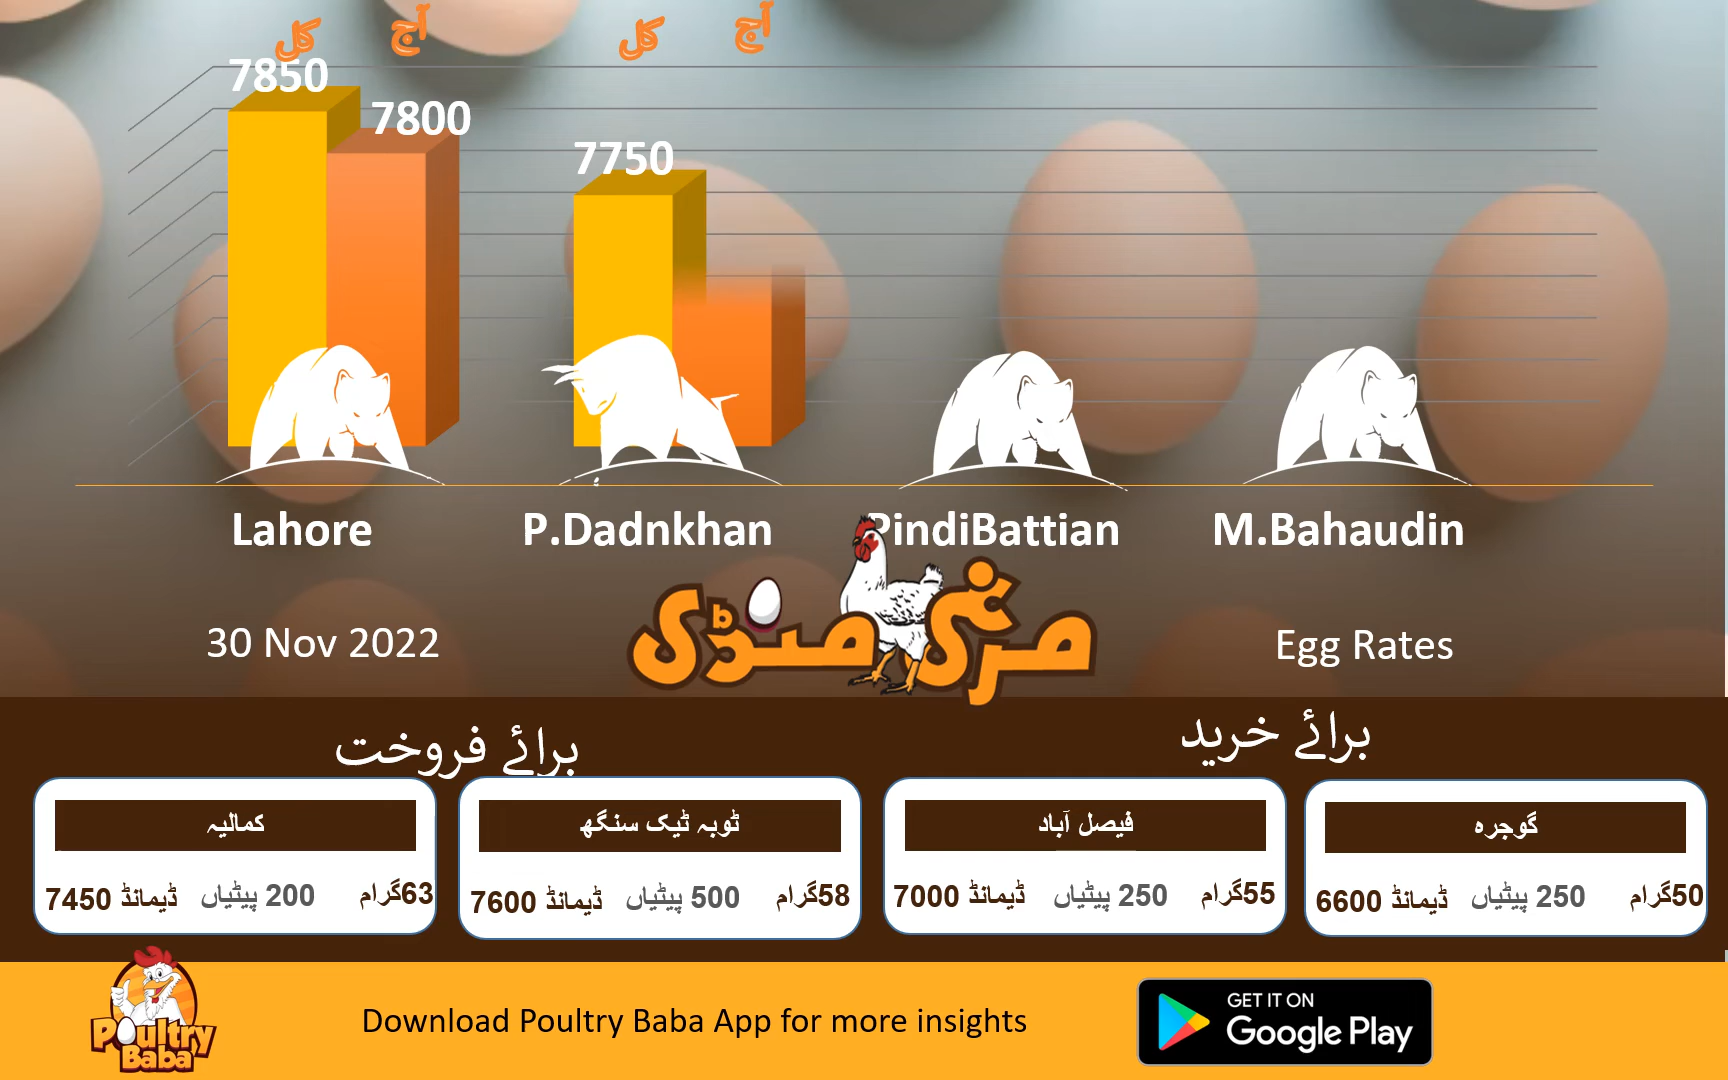 کل آج کل آج
7850
7800
7750
Lahore P.Dadnkhan PindiBattian M.Bahaudin
30 Nov 2022
مرغی منڈی
Egg Rates
برائے خرید
برائے فروخت
گوجرہ
50گرام 250 پیٹیاں ڈیمانڈ 6600
فیصل آباد
55گرام 250 پیٹیاں ڈیمانڈ 7000
ٹوبہ ٹیک سنگھ
58گرام 500 پیٹیاں ڈیمانڈ 7600
کمالیہ
63گرام 200 پیٹیاں ڈیمانڈ 7450
Poultry
Baba
Download Poultry Baba App for more insights
GET IT ON
Google Play